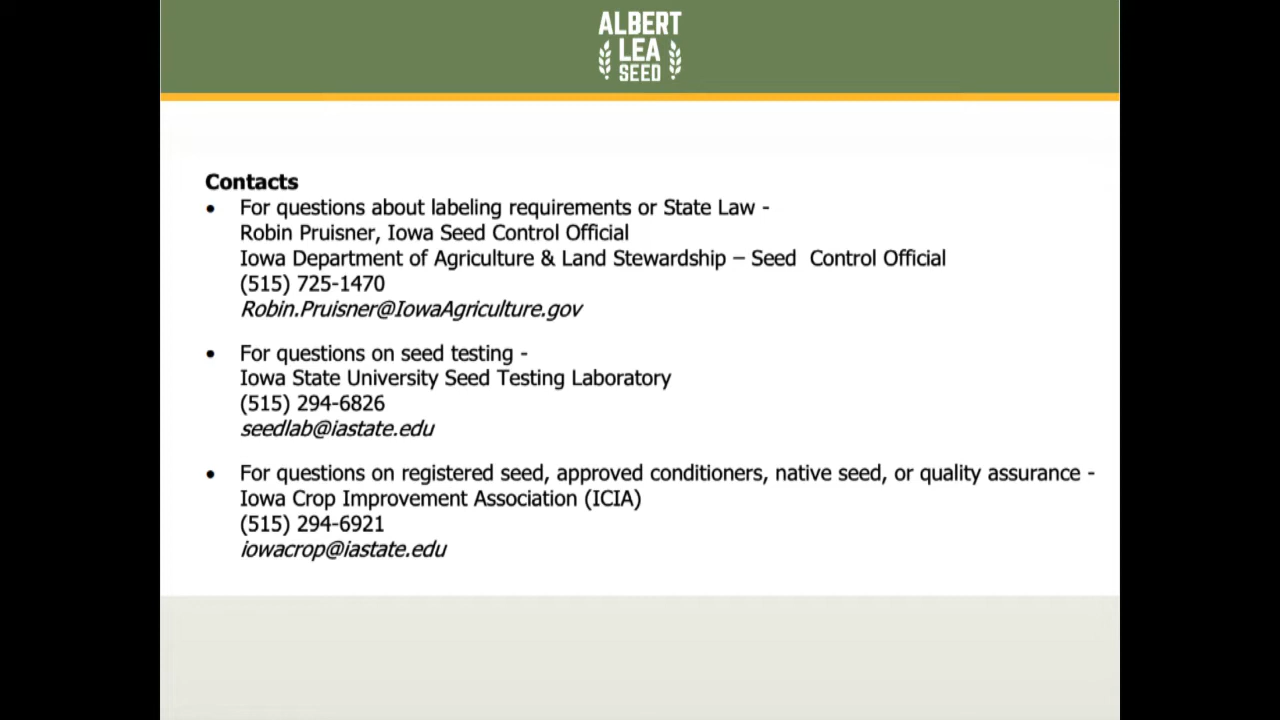 ALBERT
LEA
SEED
Contacts
• For questions about labeling requirements or State Law -
Robin Pruisner, Iowa Seed Control Official
Iowa Department of Agriculture & Land Stewardship – Seed  Control Official
(515) 725-1470
Robin.Pruisner@IowaAgriculture.gov
• For questions on seed testing -
Iowa State University Seed Testing Laboratory
(515) 294-6826
seedlab@iastate.edu
• For questions on registered seed, approved conditioners, native seed, or quality assurance -
Iowa Crop Improvement Association (ICIA)
(515) 294-6921
iowacrop@iastate.edu